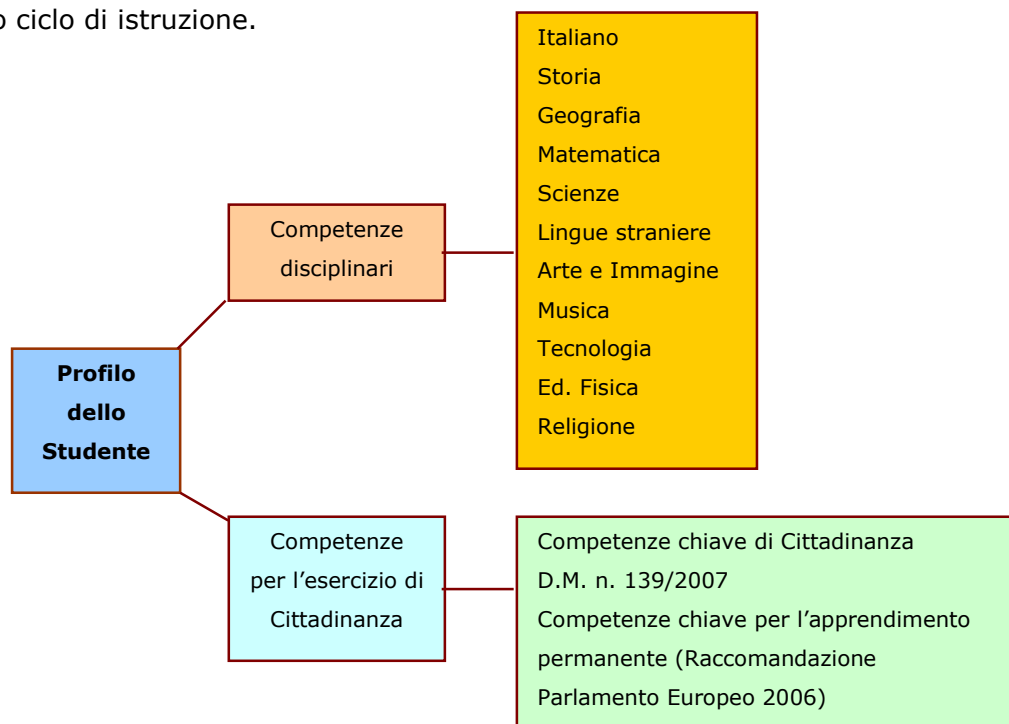 o ciclo di istruzione.
Italiano
Storia
Geografia
Matematica
Scienze
Lingue straniere
Arte e Immagine
Musica
Tecnologia
Ed. Fisica
Religione
Competenze
disciplinari
Profilo
dello
Studente
Competenze
per l'esercizio di
Cittadinanza
Competenze chiave di Cittadinanza
D.M. n. 139/2007
Competenze chiave per l'apprendimento
permanente (Raccomandazione
Parlamento Europeo 2006)